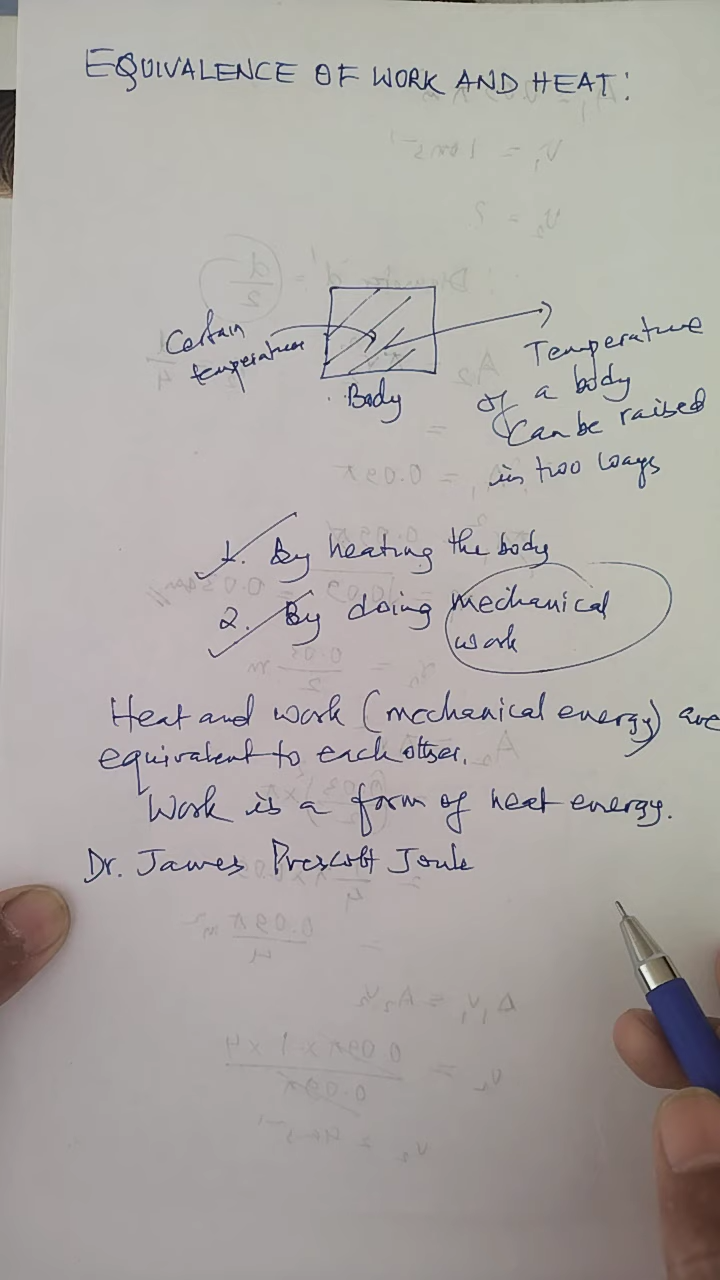 EQUIVALENCE OF WORK AND HEAT:
Certain
temperature
Body
Temperature
of a body
Can be raised
in two ways
1. By heating the body
2. By doing mechanical
work
Heat and work (mechanical energy) are
equivalent to each other.
Work is a form of heat energy.
Dr. James Prescott Joule